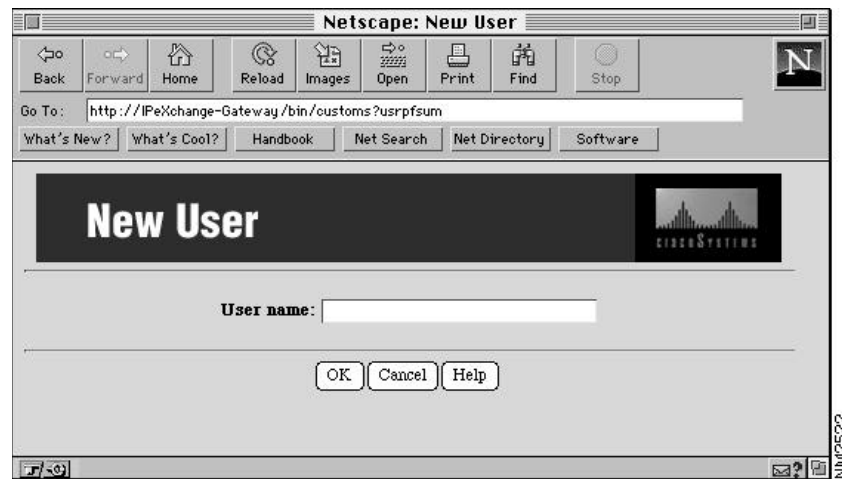 Netscape: New User
Back Forward Home Reload Images Open Print Find Stop
N
Go To: http://IPeXchange-Gateway/bin/customs?usrpfsum
What's New? What's Cool? Handbook Net Search Net Directory Software
New User
CISCO SYSTEMS
User name:
OK Cancel Help
?